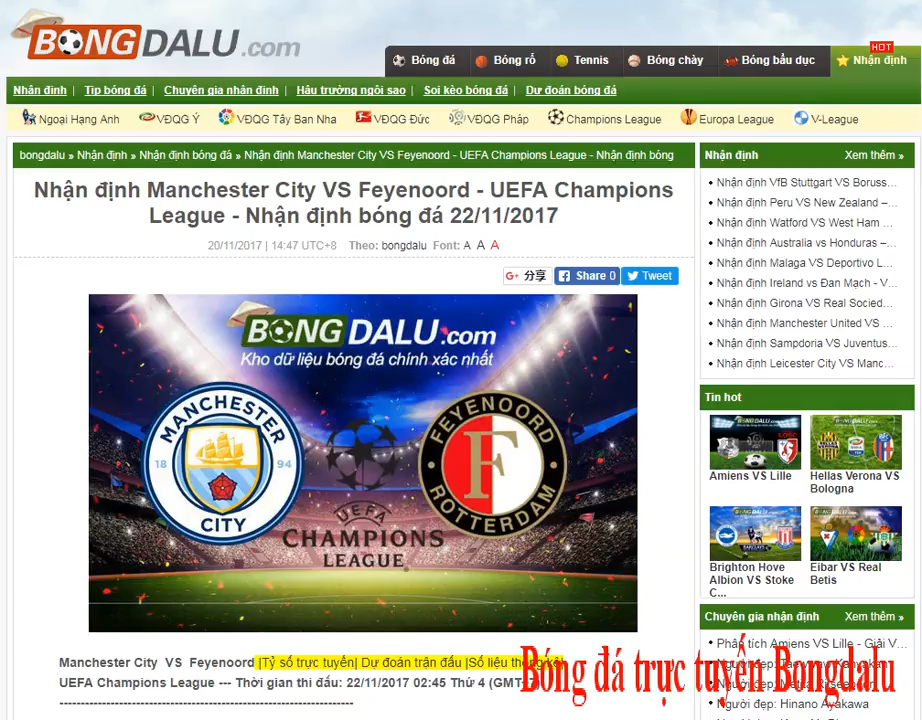 BONGDALU.com
Bóng đá
Bóng rổ
Tennis
Bóng chày
Bóng bầu dục
HOT
Nhận định
Nhận định | Tip bóng đá | Chuyên gia nhận định | Hậu trường ngôi sao | Soi kèo bóng đá | Dự đoán bóng đá
Ngoại Hạng Anh VĐQG Ý VĐQG Tây Ban Nha VĐQG Đức VĐQG Pháp Champions League Europa League V-League
bongdalu » Nhận định » Nhận định bóng đá » Nhận định Manchester City VS Feyenoord - UEFA Champions League - Nhận định bóng
Nhận định Manchester City VS Feyenoord - UEFA Champions
League - Nhận định bóng đá 22/11/2017
20/11/2017 | 14:47 UTC+8 Theo: bongdalu Font: A A A
G+ 分享
Share 0
Tweet
BONGDALU.com
Kho dữ liệu bóng đá chính xác nhất
MANCHESTER
18 94
CITY
FEYENOORD
F
ROTTERDAM
UEFA
CHAMPIONS
LEAGUE
Manchester City VS Feyenoord |Tỷ số trực tuyến| Dự đoán trận đấu |Số liệu thống kê|
UEFA Champions League --- Thời gian thi đấu: 22/11/2017 02:45 Thứ 4 (GMT+7)
Nhận định Xem thêm »
Nhận định VfB Stuttgart VS Boruss...
Nhận định Peru VS New Zealand –...
Nhận định Watford VS West Ham ...
Nhận định Australia vs Honduras –...
Nhận định Malaga VS Deportivo L...
Nhận định Ireland vs Đan Mạch - V...
Nhận định Girona VS Real Socied...
Nhận định Manchester United VS ...
Nhận định Sampdoria VS Juventus...
Nhận định Leicester City VS Manc...
Tin hot
Amiens VS Lille
Hellas Verona VS
Bologna
Brighton Hove
Albion VS Stoke
C...
Eibar VS Real
Betis
Chuyên gia nhận định Xem thêm »
Phân tích Amiens VS Lille - Giải V...
Người đẹp:
Người đẹp:
Người đẹp: Hinano Ayakawa
Bóng đá trực tuyến Bongdalu